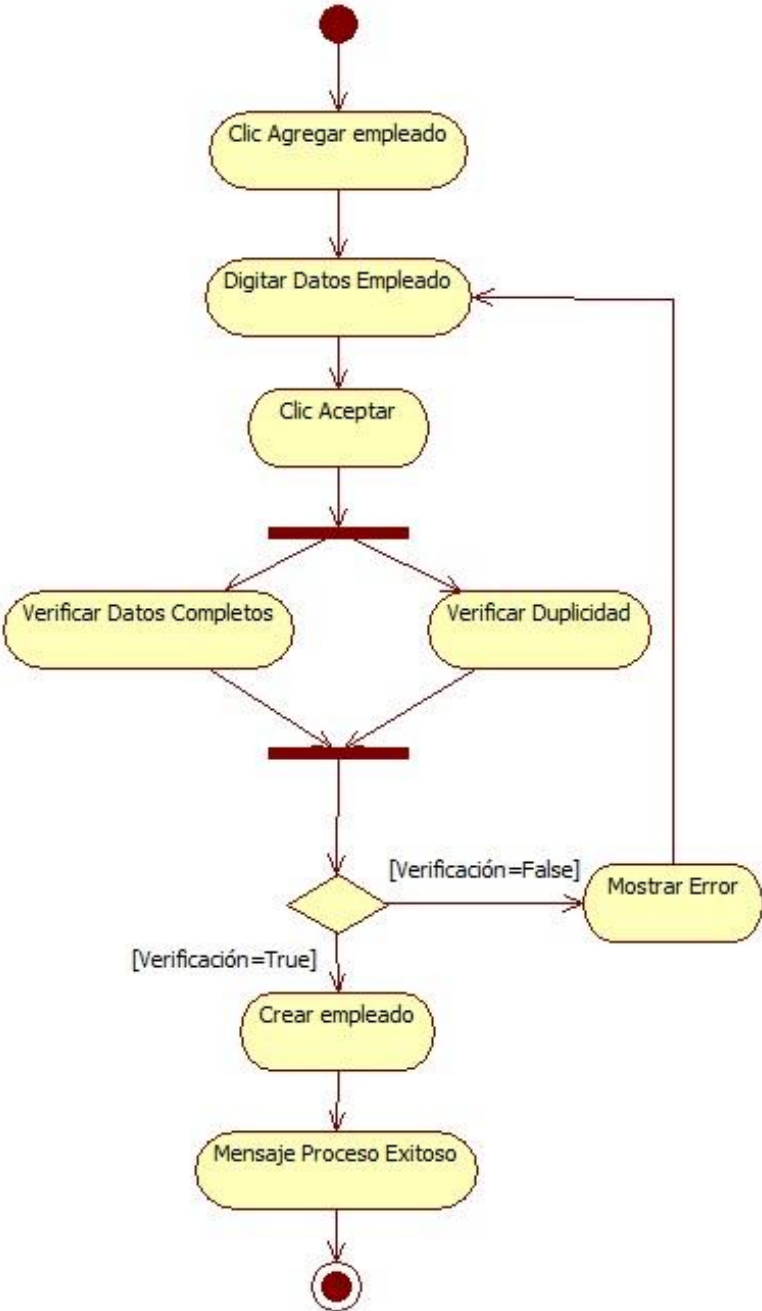 Clic Agregar empleado
Digitar Datos Empleado
Clic Aceptar
Verificar Datos Completos
Verificar Duplicidad
[Verificación=False]
Mostrar Error
[Verificación=True]
Crear empleado
Mensaje Proceso Exitoso